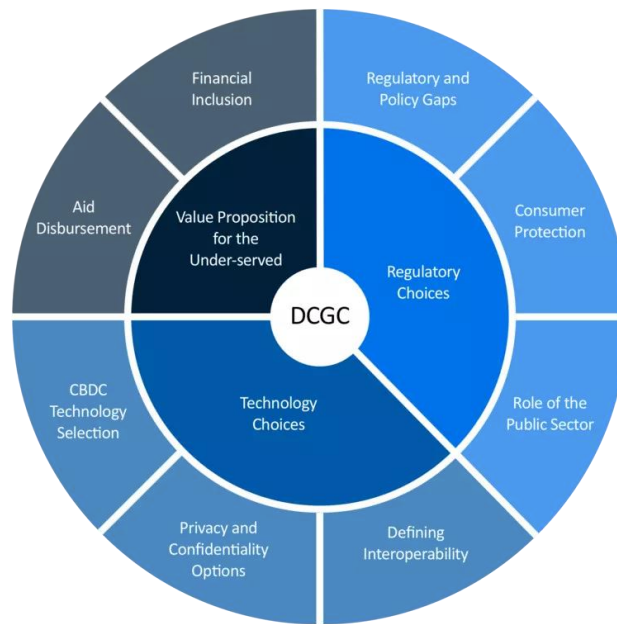 Financial
Inclusion
Regulatory and
Policy Gaps
Aid
Disbursement
Value Proposition
for the
Under-served
Regulatory
Choices
Consumer
Protection
DCGC
CBDC
Technology
Selection
Technology
Choices
Role of the
Public Sector
Privacy and
Confidentiality
Options
Defining
Interoperability